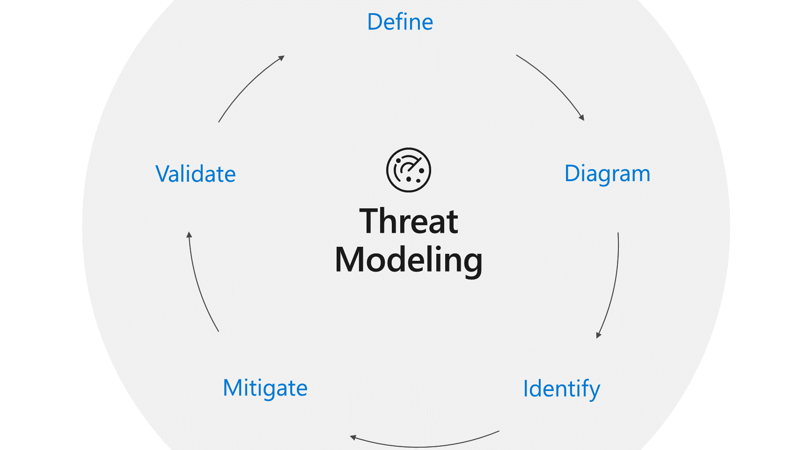 Define
Validate
Diagram
Threat
Modeling
Mitigate
Identify